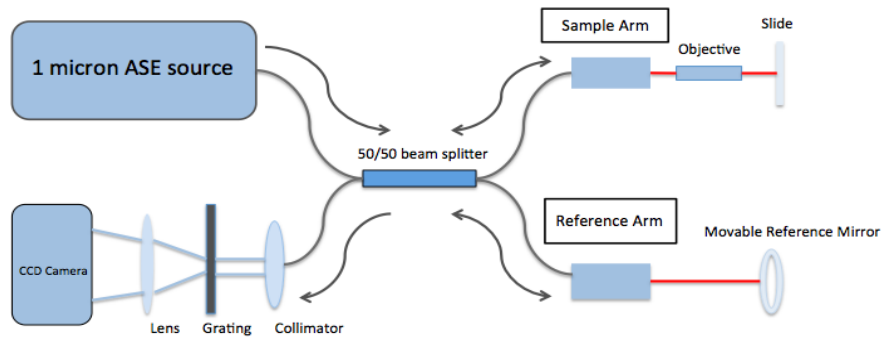 1 micron ASE source
Sample Arm
Objective
Slide
50/50 beam splitter
Reference Arm
Movable Reference Mirror
CCD Camera
Lens
Grating
Collimator